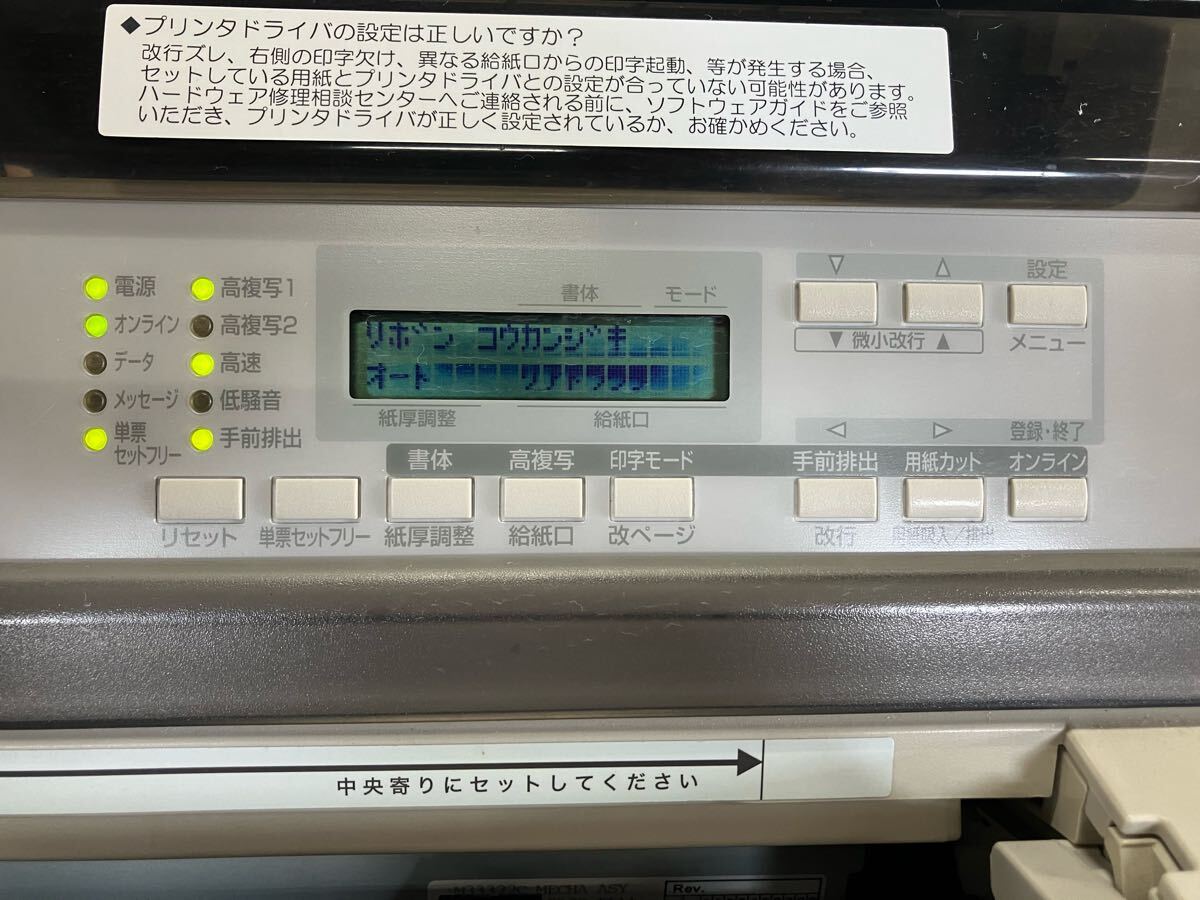 ◆プリンタドライバの設定は正しいですか？
改行ズレ、右側の印字欠け、異なる給紙口からの印字起動、等が発生する場合、
セットしている用紙とプリンタドライバとの設定が合っていない可能性があります。
ハードウェア修理相談センターへご連絡される前に、ソフトウェアガイドをご参照
いただき、プリンタドライバが正しく設定されているか、お確かめください。
電源 高複写1
オンライン 高複写2
データ 高速
メッセージ 低騒音
単票
セットフリー 手前排出
書体 モード
リボン コウカンジキ
オート リアトラクタ
紙厚調整 給紙口
▽ △ 設定
▼ 微小改行 ▲ メニュー
◁ ▷ 登録・終了
書体 高複写 印字モード 手前排出 用紙カット オンライン
リセット 単票セットフリー 紙厚調整 給紙口 改ページ 改行 /排出
中央寄りにセットしてください
MECHA ASY
Rev.